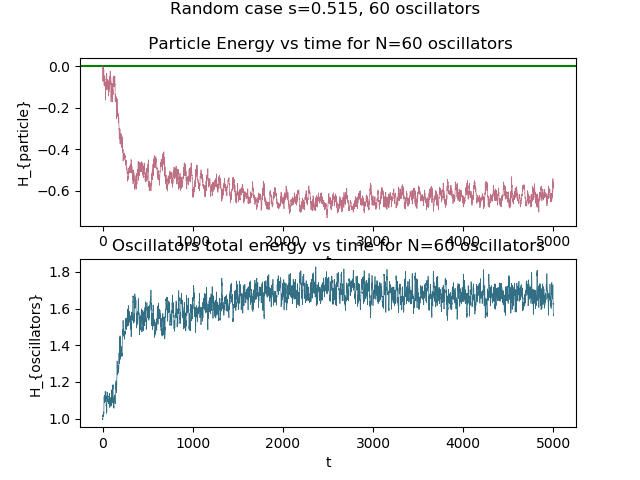 Random case s=0.515, 60 oscillators
Particle Energy vs time for N=60 oscillators
H_{particle}
0.0
−0.2
−0.4
−0.6
0 1000 2000 3000 4000 5000
t
Oscillators total energy vs time for N=60 oscillators
H_{oscillators}
1.8
1.6
1.4
1.2
1.0
0 1000 2000 3000 4000 5000
t